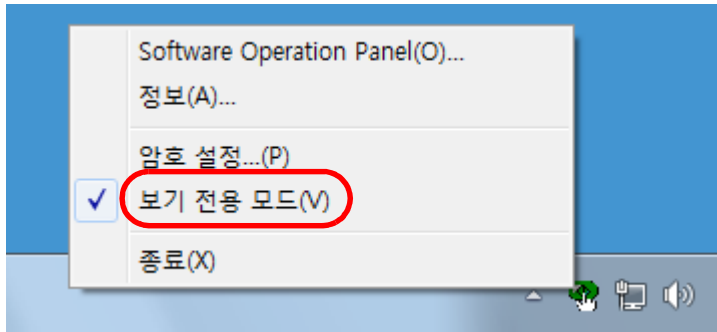 Software Operation Panel(O)...
정보(A)...
암호 설정...(P)
보기 전용 모드(V)
종료(X)